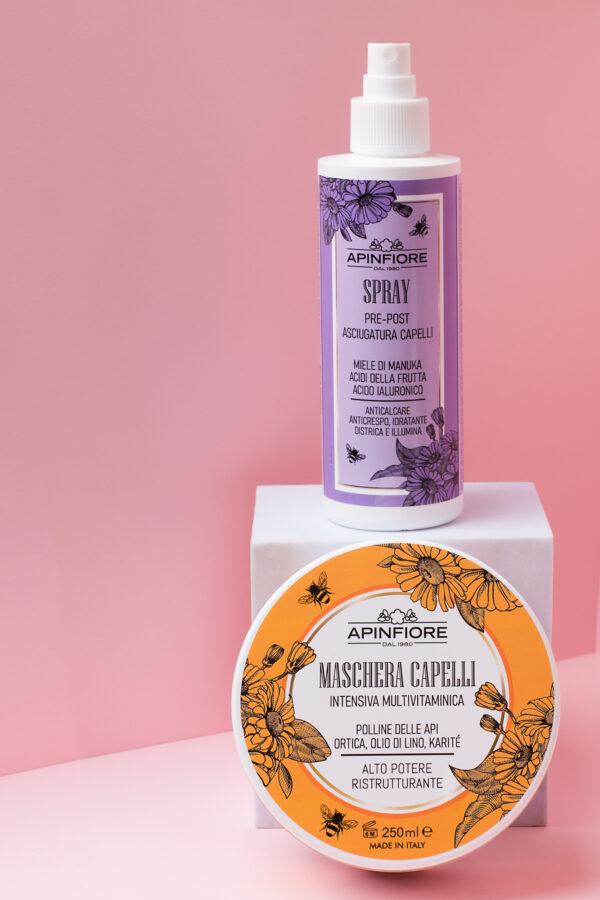 APINFIORE
DAL 1980
SPRAY
PRE-POST
ASCIUGATURA CAPELLI
MIELE DI MANUKA
ACIDI DELLA FRUTTA
ACIDO IALURONICO
ANTICALCARE
ANTICRESPO, IDRATANTE
DISTRICA E ILLUMINA
APINFIORE
DAL 1980
MASCHERA CAPELLI
INTENSIVA MULTIVITAMINICA
POLLINE DELLE API
ORTICA, OLIO DI LINO, KARITÉ
ALTO POTERE
RISTRUTTURANTE
6 M 250ml e
MADE IN ITALY